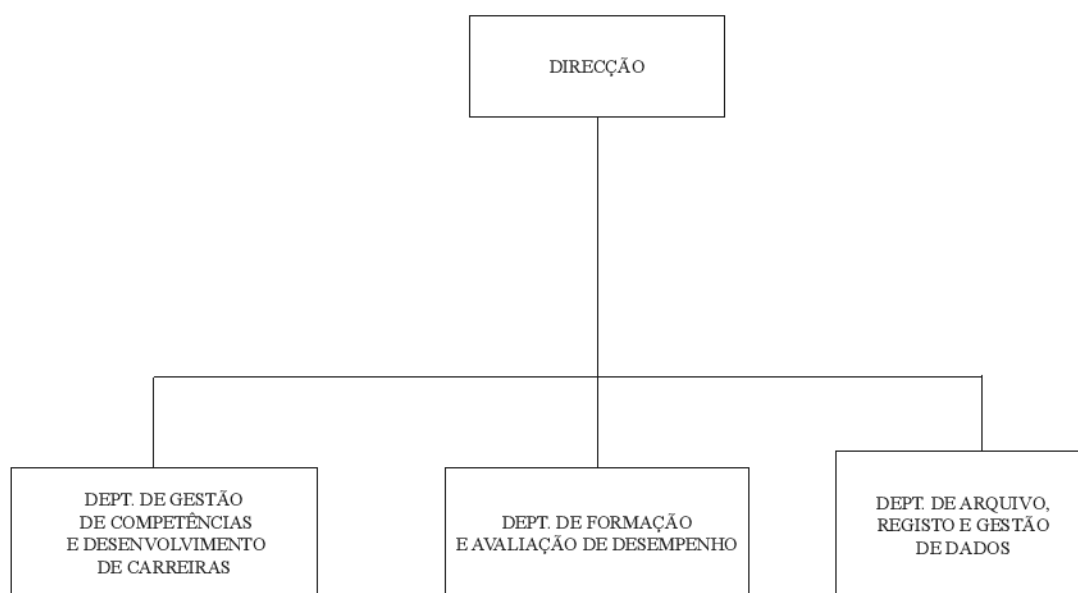 DIRECÇÃO
DEPT. DE GESTÃO
DE COMPETÊNCIAS
E DESENVOLVIMENTO
DE CARREIRAS
DEPT. DE FORMAÇÃO
E AVALIAÇÃO DE DESEMPENHO
DEPT. DE ARQUIVO,
REGISTO E GESTÃO
DE DADOS